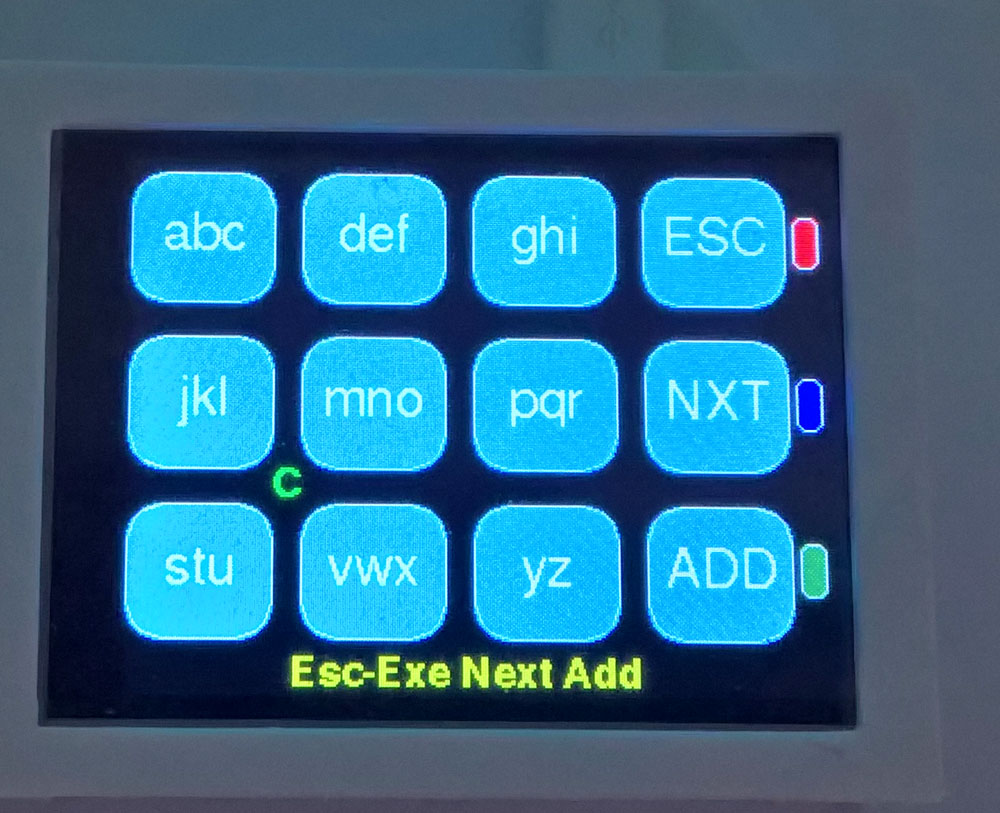 abc def ghi ESC
jkl mno pqr NXT
c
stu vwx yz ADD
Esc-Exe Next Add